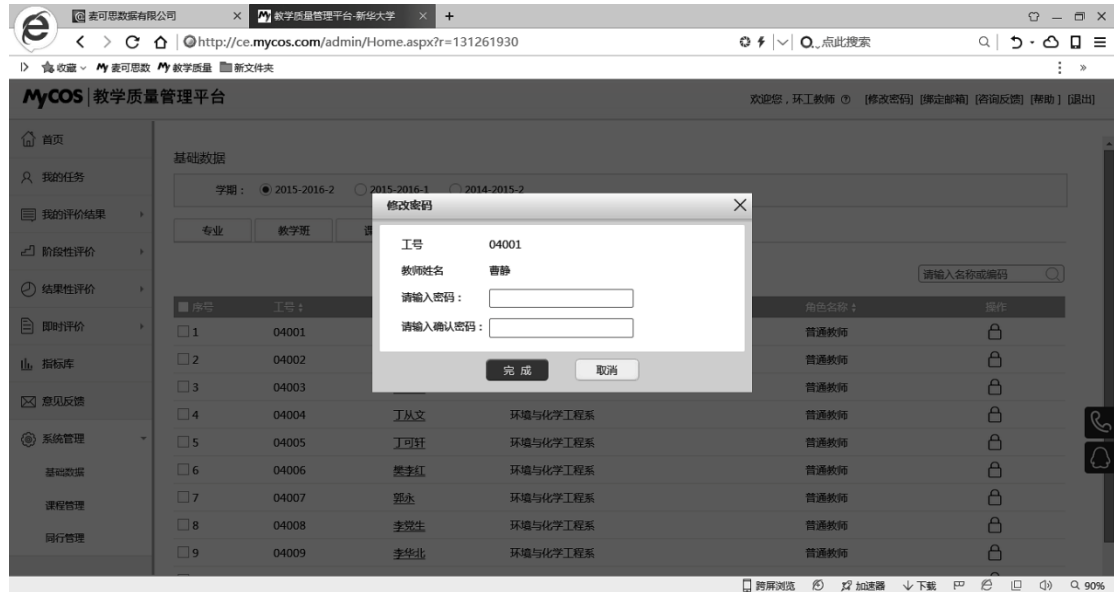 麦可思数据有限公司 × 教学质量管理平台-新华大学 × +
http://ce.mycos.com/admin/Home.aspx?r=131261930 点此搜索
收藏 麦可思数 教学质量 新文件夹
MyCOS 教学质量管理平台 欢迎您，环工教师 [修改密码] [绑定邮箱] [咨询反馈] [帮助] [退出]
首页
我的任务
我的评价结果
阶段性评价
结果性评价
即时评价
指标库
意见反馈
系统管理
基础数据
课程管理
同行管理
基础数据
学期： 2015-2016-2 2015-2016-1 2014-2015-2
专业 教学班
请输入名称或编码
序号 工号 角色名称 操作
1 04001 普通教师
2 04002 普通教师
3 04003 普通教师
4 04004 丁从文 环境与化学工程系 普通教师
5 04005 丁可轩 环境与化学工程系 普通教师
6 04006 樊李红 环境与化学工程系 普通教师
7 04007 郭永 环境与化学工程系 普通教师
8 04008 李党生 环境与化学工程系 普通教师
9 04009 李华北 环境与化学工程系 普通教师
修改密码 ×
工号 04001
教师姓名 曹静
请输入密码：
请输入确认密码：
完成 取消
跨屏浏览 加速器 下载 90%